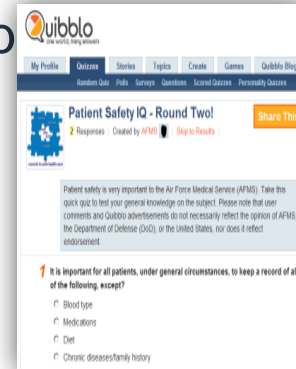 o
Quibblo
one world, many answers
My Profile Quizzes Stories Topics Create Games Quibblo Blog
Random Quiz Polls Surveys Questions Scored Quizzes Personality Quizzes
Patient Safety IQ - Round Two!
Share This
2 Responses Created by AFMS Skip to Results
Patient safety is very important to the Air Force Medical Service (AFMS). Take this
quick quiz to test your general knowledge on the subject. Please note that user
comments and Quibblo advertisements do not necessarily reflect the opinion of AFMS,
the Department of Defense (DoD), or the United States, nor does it reflect
endorsement.
1 It is important for all patients, under general circumstances, to keep a record of al
of the following, except?
Blood type
Medications
Diet
Chronic diseases/family history